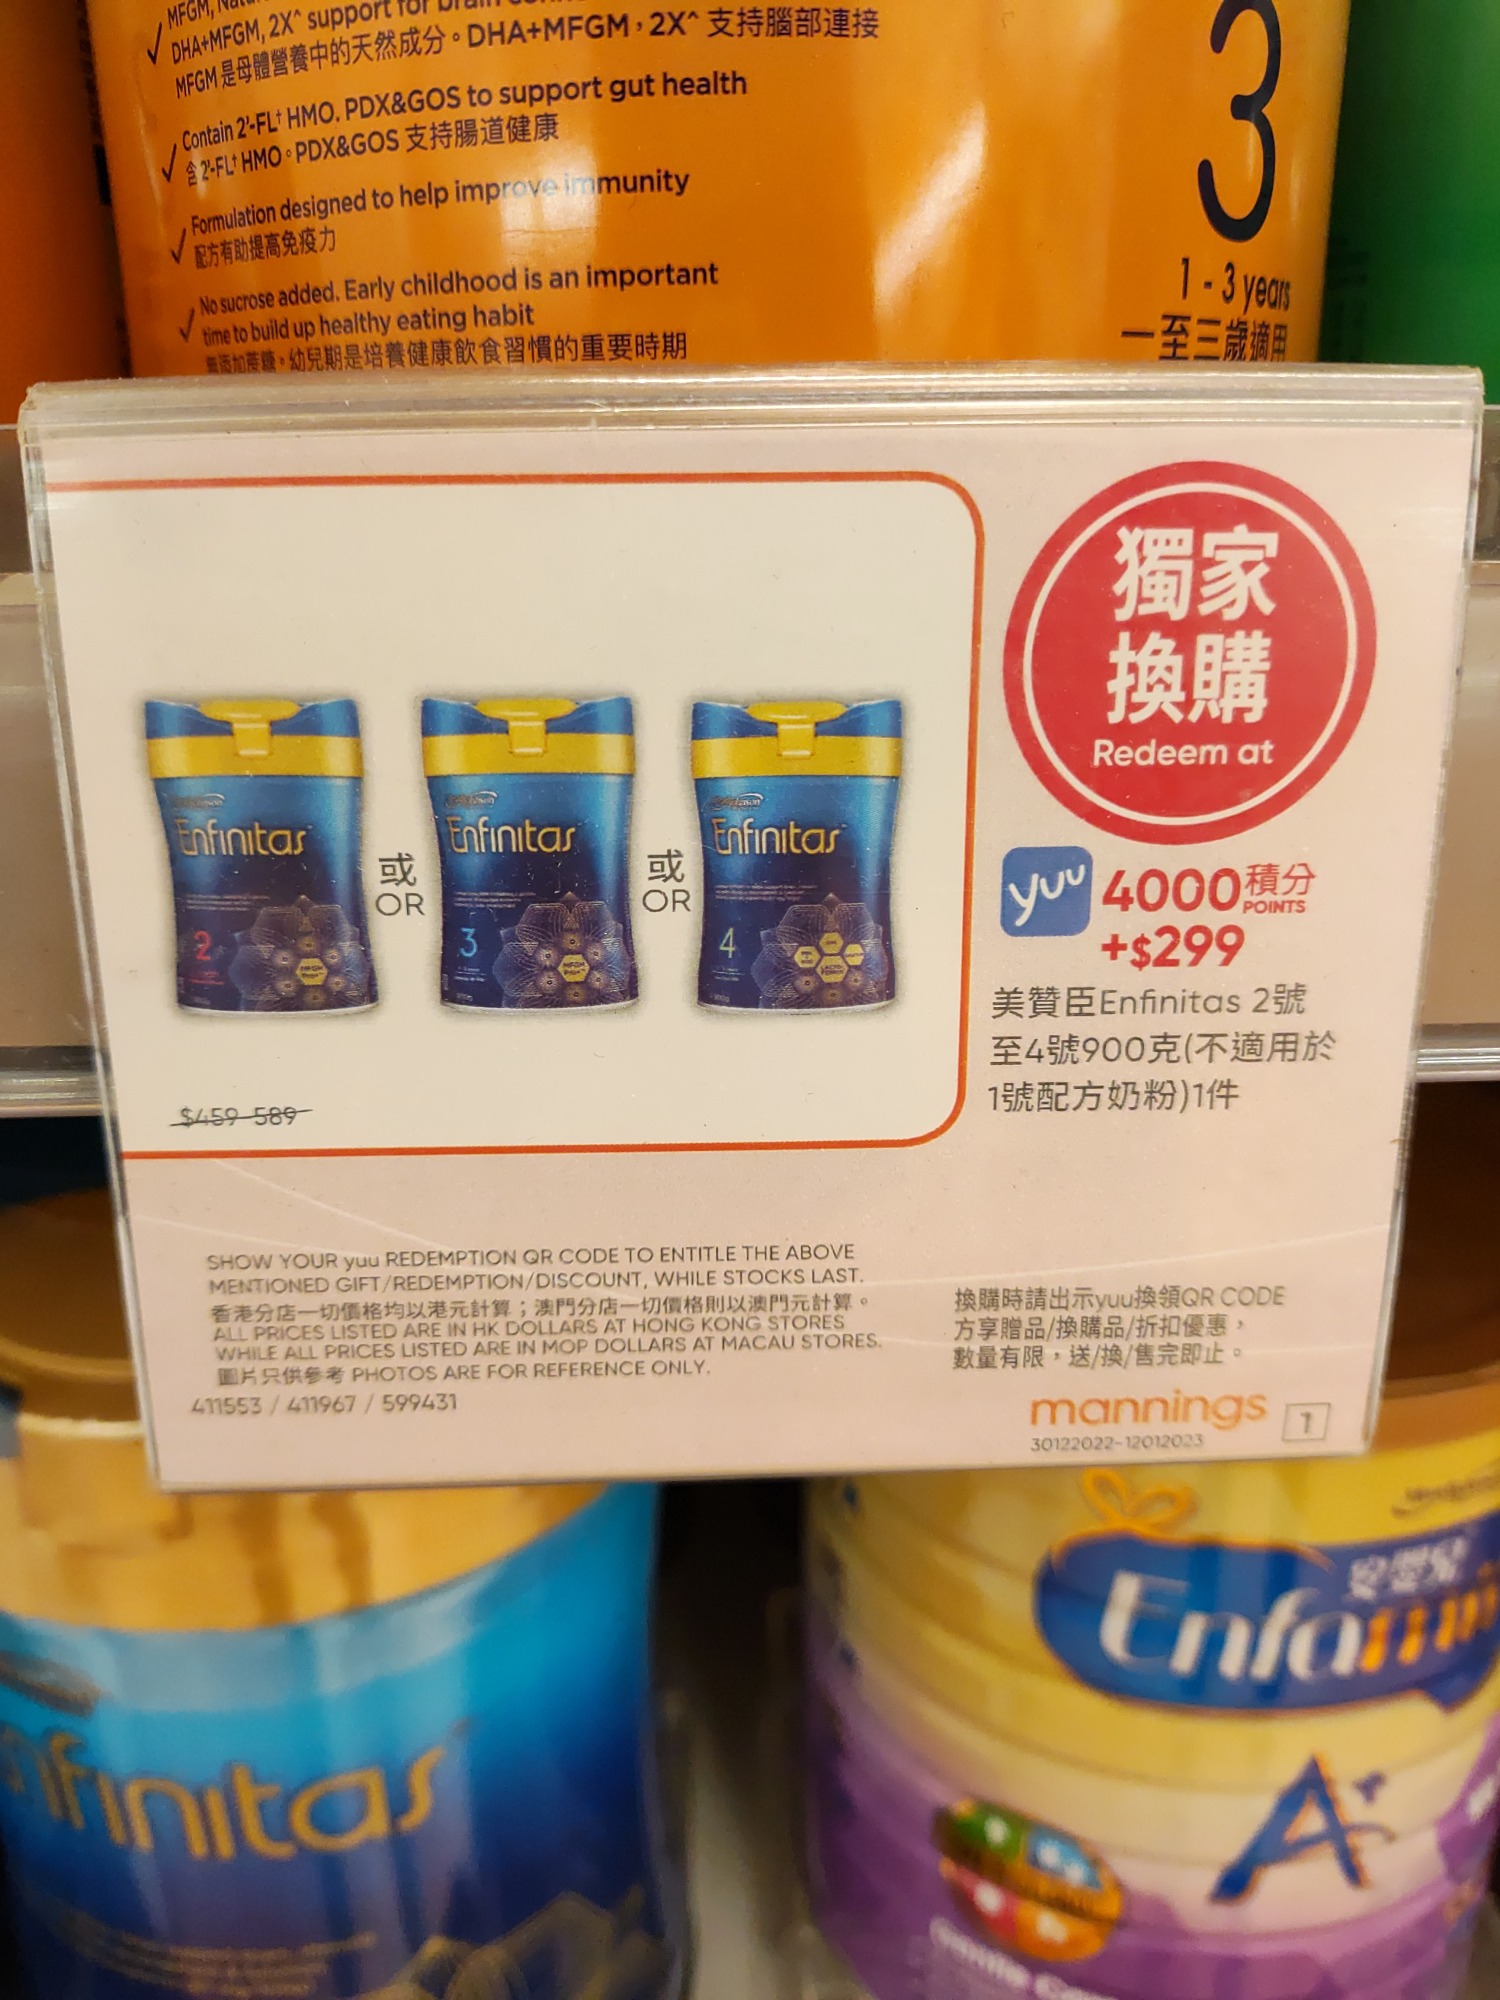 DHA+MFGM, 2X^ support for brain
MFGM 是母體營養中的天然成分。DHA+MFGM，2X^ 支持腦部連接
Contain 2'-FL† HMO. PDX&GOS to support gut health
含 2'-FL† HMO。PDX&GOS 支持腸道健康
Formulation designed to help improve immunity
配方有助提高免疫力
No sucrose added. Early childhood is an important
time to build up healthy eating habit
無添加蔗糖。幼兒期是培養健康飲食習慣的重要時期
3
1 - 3 years
一至三歲適用
獨家
換購
Redeem at
Enfinitas
2
或
OR
Enfinitas
3
或
OR
Enfinitas
4
$459-589
yuu 4000積分
POINTS
+$299
美贊臣Enfinitas 2號
至4號900克(不適用於
1號配方奶粉)1件
SHOW YOUR yuu REDEMPTION QR CODE TO ENTITLE THE ABOVE
MENTIONED GIFT/REDEMPTION/DISCOUNT, WHILE STOCKS LAST.
香港分店一切價格均以港元計算；澳門分店一切價格則以澳門元計算。
ALL PRICES LISTED ARE IN HK DOLLARS AT HONG KONG STORES
WHILE ALL PRICES LISTED ARE IN MOP DOLLARS AT MACAU STORES.
圖片只供參考 PHOTOS ARE FOR REFERENCE ONLY.
411553 / 411967 / 599431
換購時請出示yuu換領QR CODE
方享贈品/換購品/折扣優惠，
數量有限，送/換/售完即止。
mannings 1
30122022-12012023
nfinitas
安嬰兒
Enfam
A+